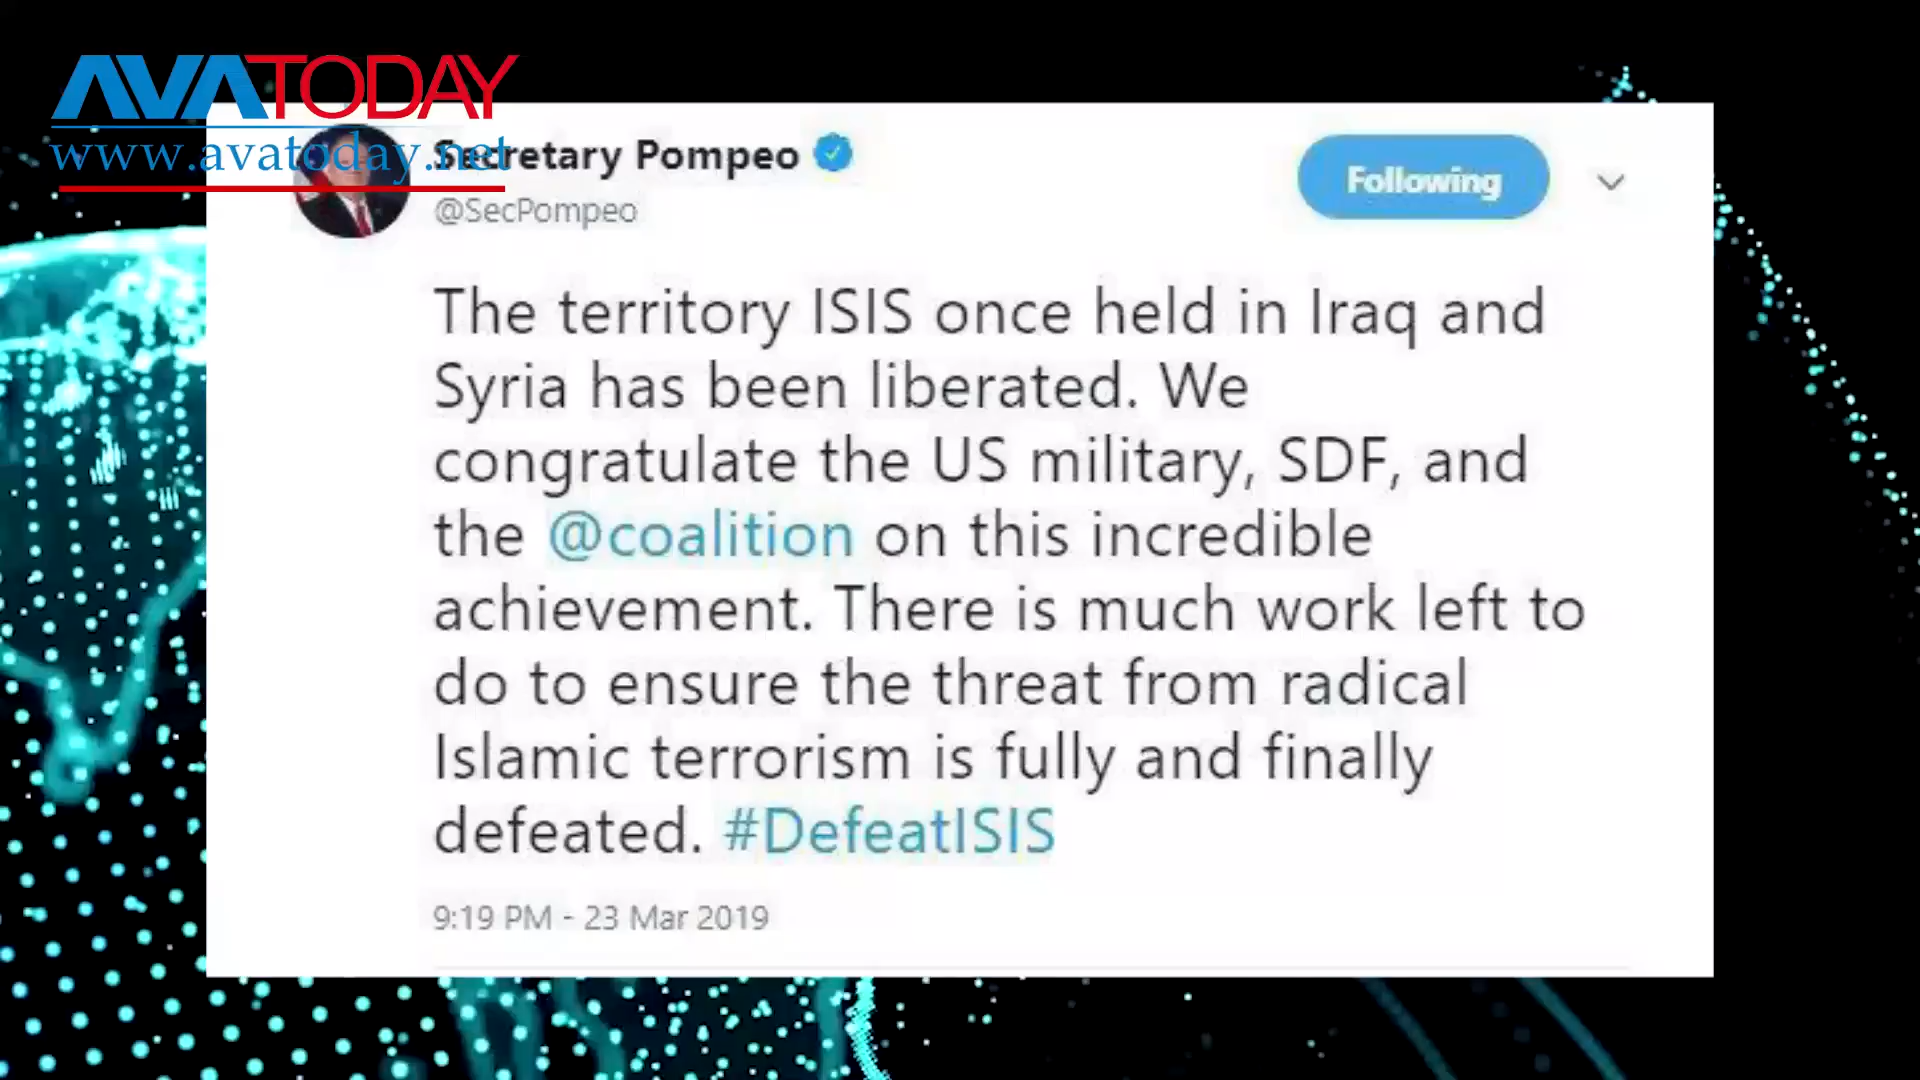 AVATODAY
www.avatoday.net
Secretary Pompeo
@SecPompeo
Following
The territory ISIS once held in Iraq and
Syria has been liberated. We
congratulate the US military, SDF, and
the @coalition on this incredible
achievement. There is much work left to
do to ensure the threat from radical
Islamic terrorism is fully and finally
defeated. #DefeatISIS
9:19 PM - 23 Mar 2019